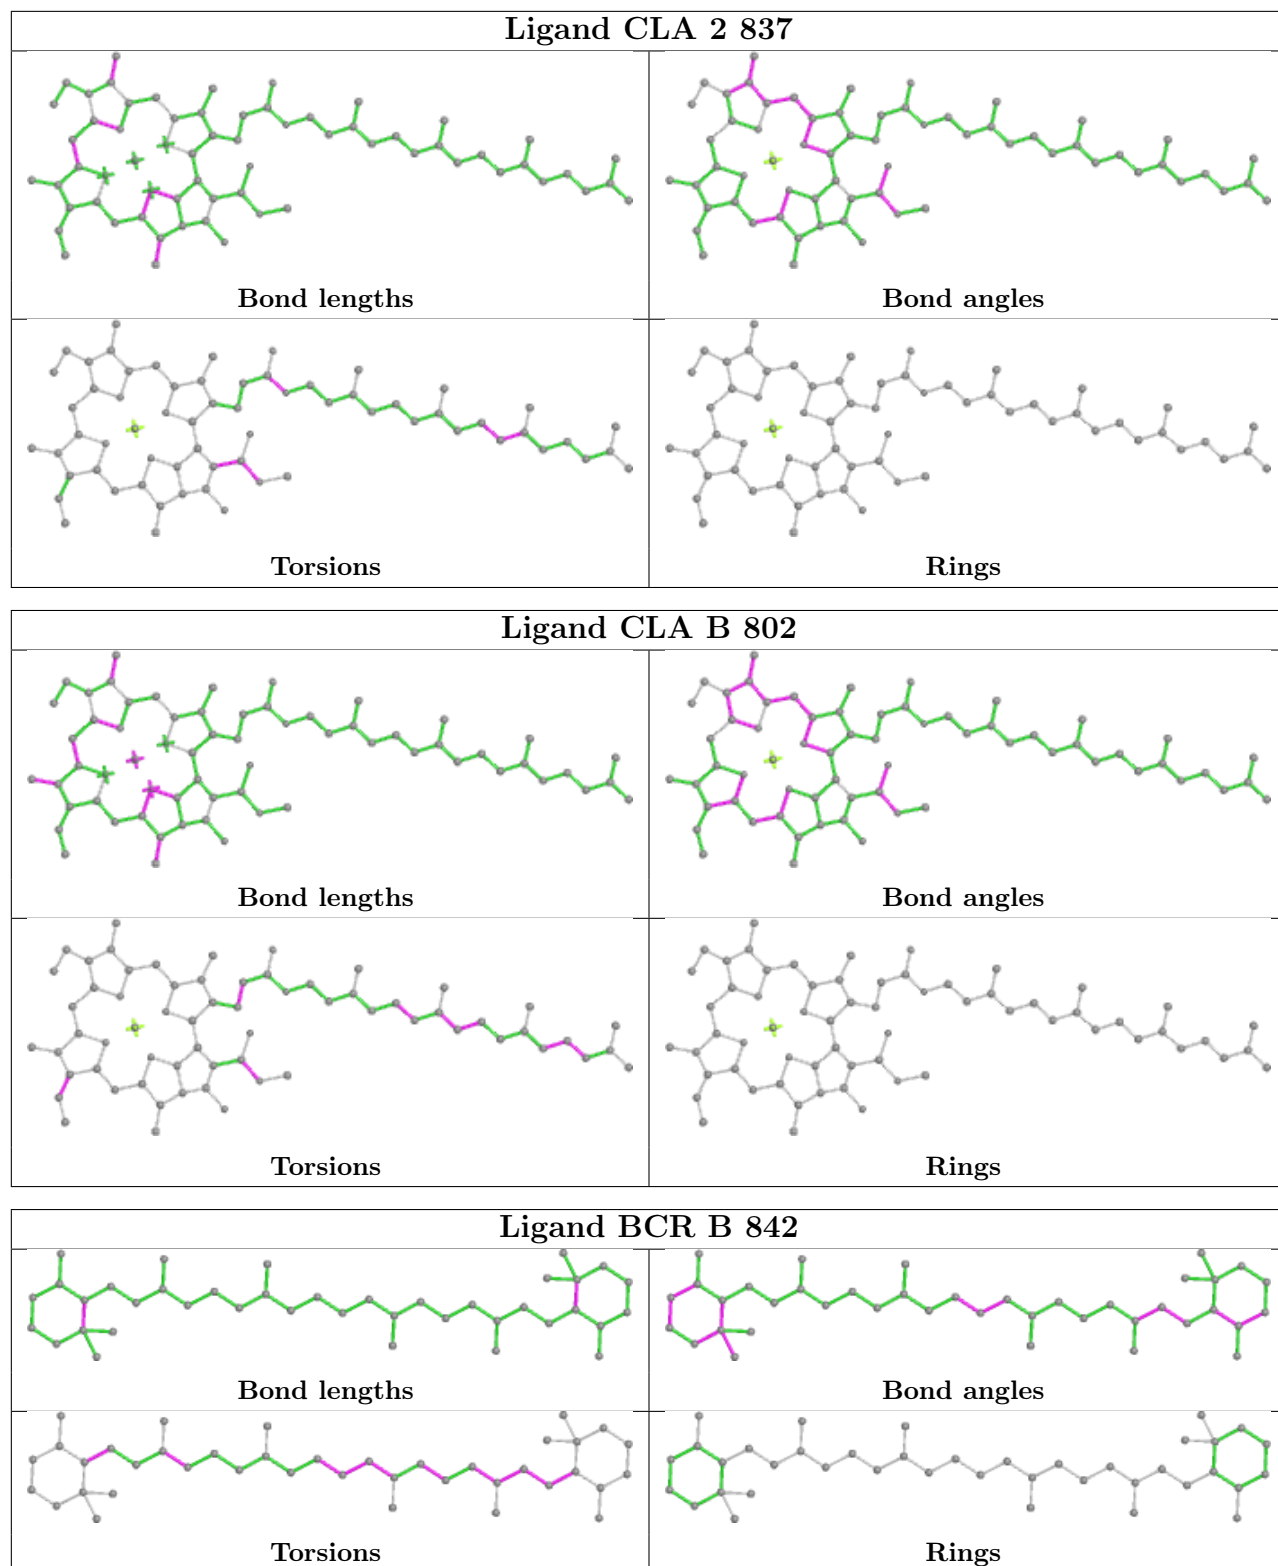 Ligand CLA 2 837
Bond lengths
Bond angles
Torsions
Rings
Ligand CLA B 802
Bond lengths
Bond angles
Torsions
Rings
Ligand BCR B 842
Bond lengths
Bond angles
Torsions
Rings